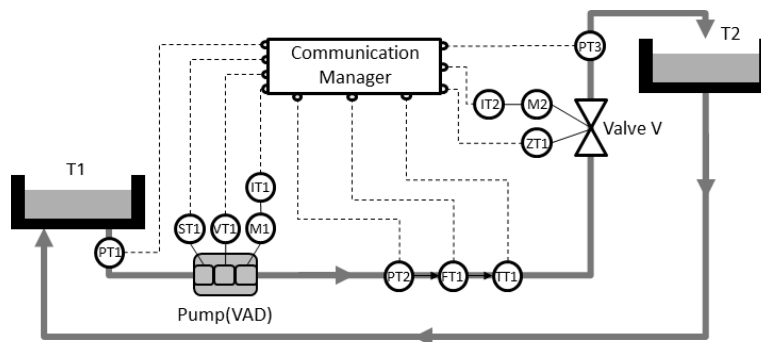 T2
Communication
Manager
PT3
IT2
M2
Valve V
ZT1
T1
IT1
ST1
VT1
M1
PT1
PT2
FT1
TT1
Pump(VAD)